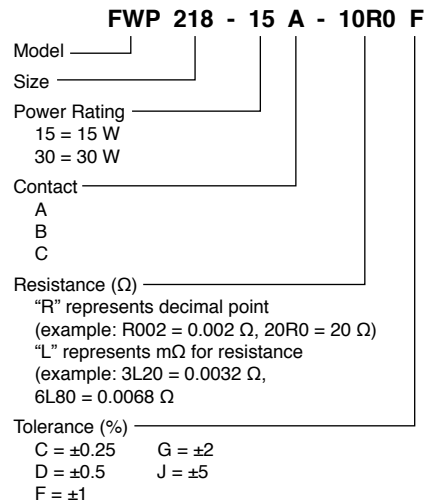 FWP 218 - 15 A - 10R0 F
Model
Size
Power Rating
15 = 15 W
30 = 30 W
Contact
A
B
C
Resistance (Ω)
“R” represents decimal point
(example: R002 = 0.002 Ω, 20R0 = 20 Ω)
“L” represents mΩ for resistance
(example: 3L20 = 0.0032 Ω,
6L80 = 0.0068 Ω
Tolerance (%)
C = ±0.25 G = ±2
D = ±0.5 J = ±5
F = ±1